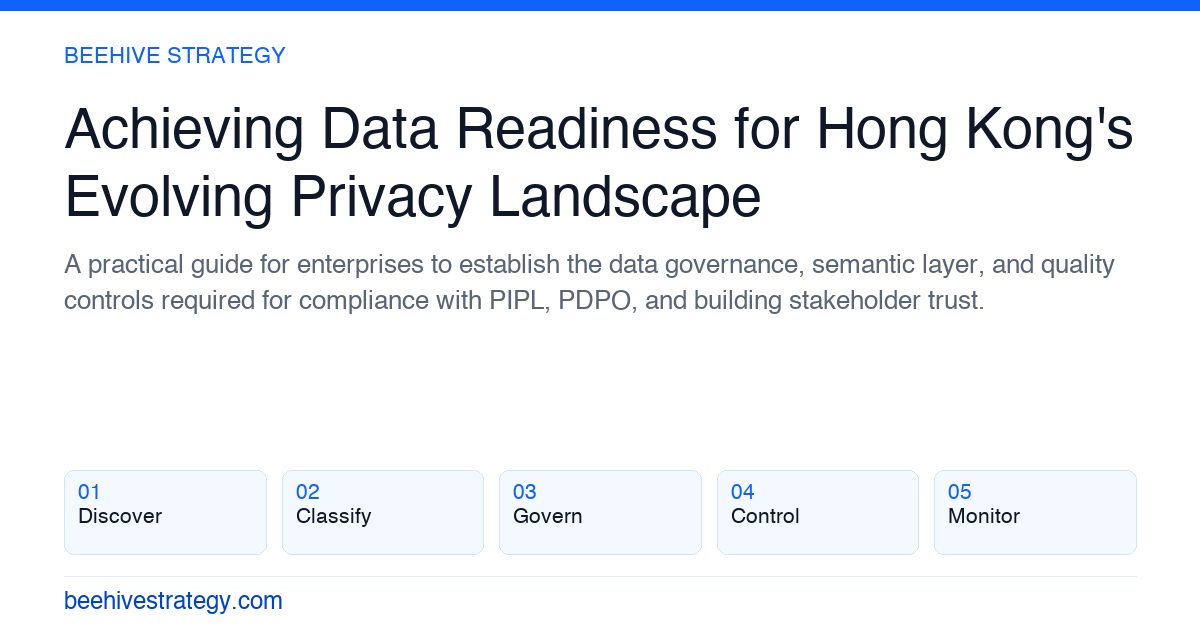 BEEHIVE STRATEGY
Achieving Data Readiness for Hong Kong's
Evolving Privacy Landscape
A practical guide for enterprises to establish the data governance, semantic layer, and quality
controls required for compliance with PIPL, PDPO, and building stakeholder trust.
01
Discover
02
Classify
03
Govern
04
Control
05
Monitor
beehivestrategy.com